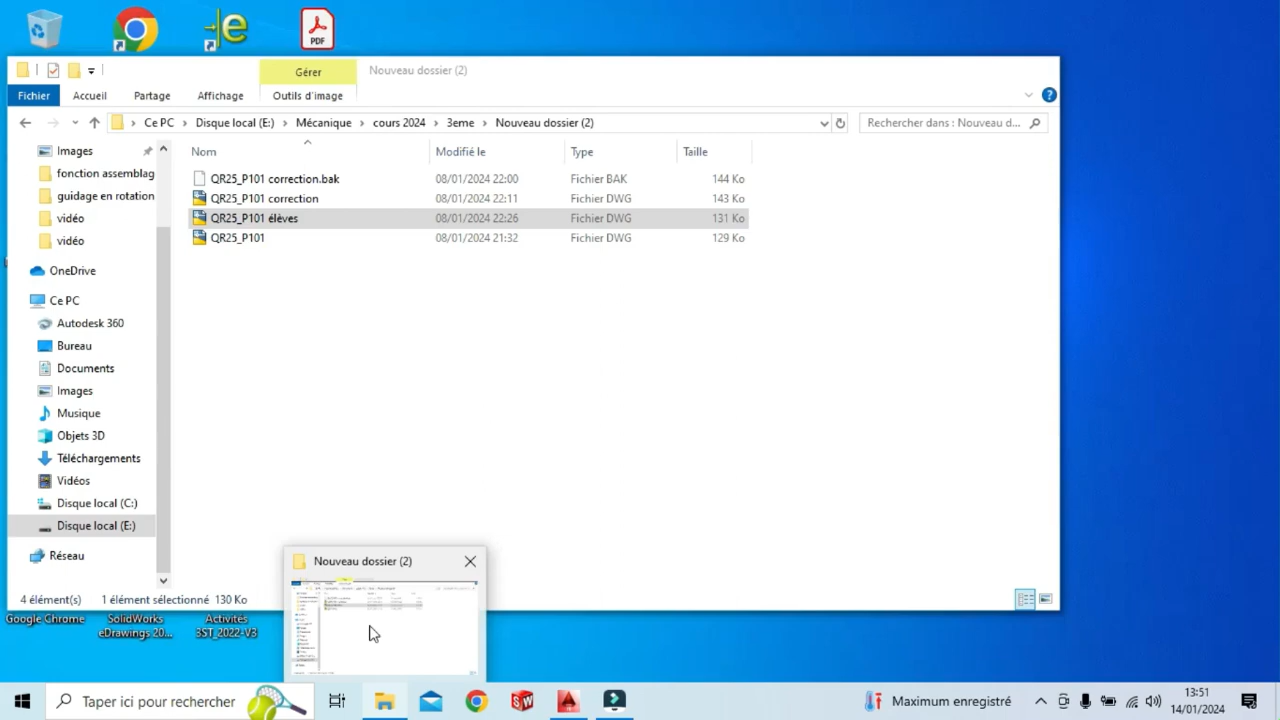 PDF
Gérer
Nouveau dossier (2)
Fichier
Accueil
Partage
Affichage
Outils d'image
Ce PC
Disque local (E:)
Mécanique
cours 2024
3eme
Nouveau dossier (2)
Rechercher dans : Nouveau d...
Nom
Modifié le
Type
Taille
QR25_P101 correction.bak
08/01/2024 22:00
Fichier BAK
144 Ko
QR25_P101 correction
08/01/2024 22:11
Fichier DWG
143 Ko
QR25_P101 élèves
08/01/2024 22:26
Fichier DWG
131 Ko
QR25_P101
08/01/2024 21:32
Fichier DWG
129 Ko
Images
fonction assemblag
guidage en rotation
vidéo
vidéo
OneDrive
Ce PC
Autodesk 360
Bureau
Documents
Images
Musique
Objets 3D
Téléchargements
Vidéos
Disque local (C:)
Disque local (E:)
Réseau
4 élément(s)
1 élément sélectionné 130 Ko
Nouveau dossier (2)
Google Chrome
SolidWorks
eDrawings 20...
Activités
3ST-2022-V3
Taper ici pour rechercher
Maximum enregistré
13:51
14/01/2024